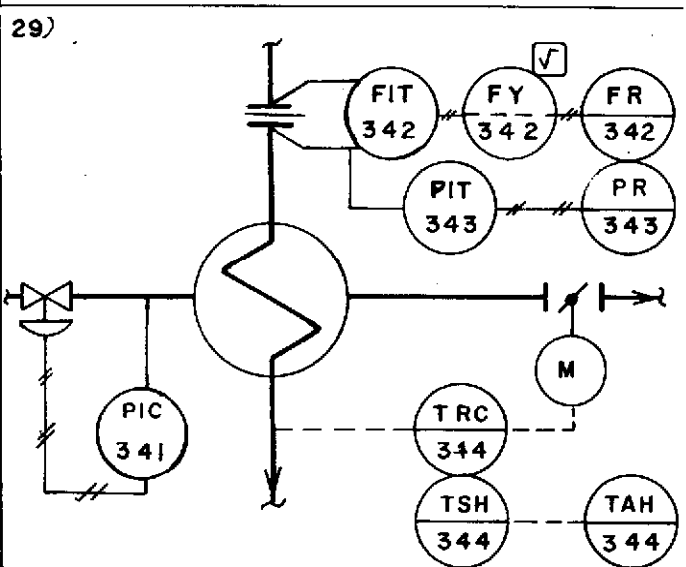 29)
√
FIT
342
FY
342
FR
342
PIT
343
PR
343
PIC
341
M
TRC
344
TSH
344
TAH
344